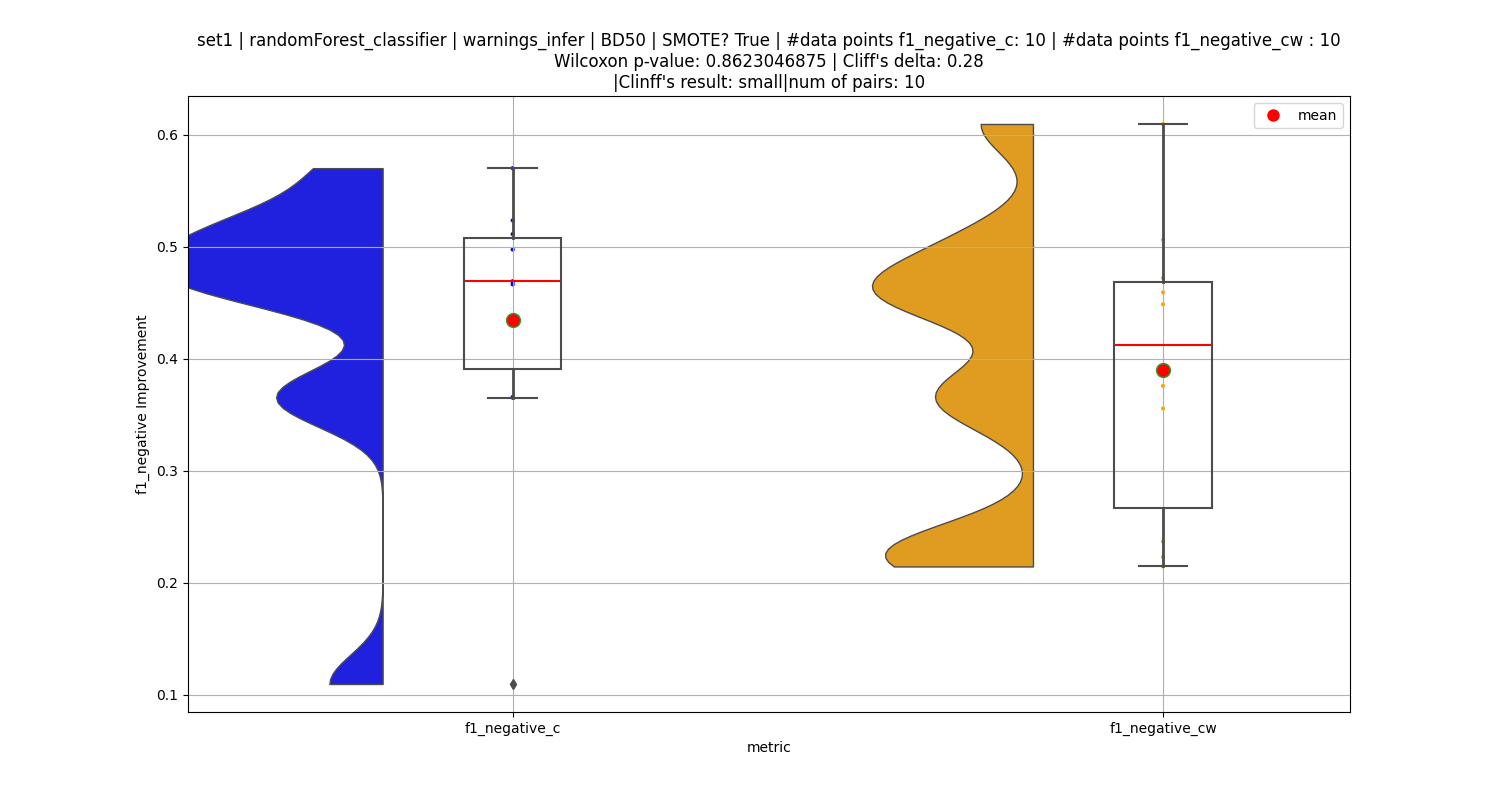 set1 | randomForest_classifier | warnings_infer | BD50 | SMOTE? True | #data points f1_negative_c: 10 | #data points f1_negative_cw : 10
Wilcoxon p-value: 0.8623046875 | Cliff's delta: 0.28
|Clinff's result: small|num of pairs: 10
mean
0.6
0.5
0.4
0.3
0.2
0.1
f1_negative Improvement
f1_negative_c
f1_negative_cw
metric